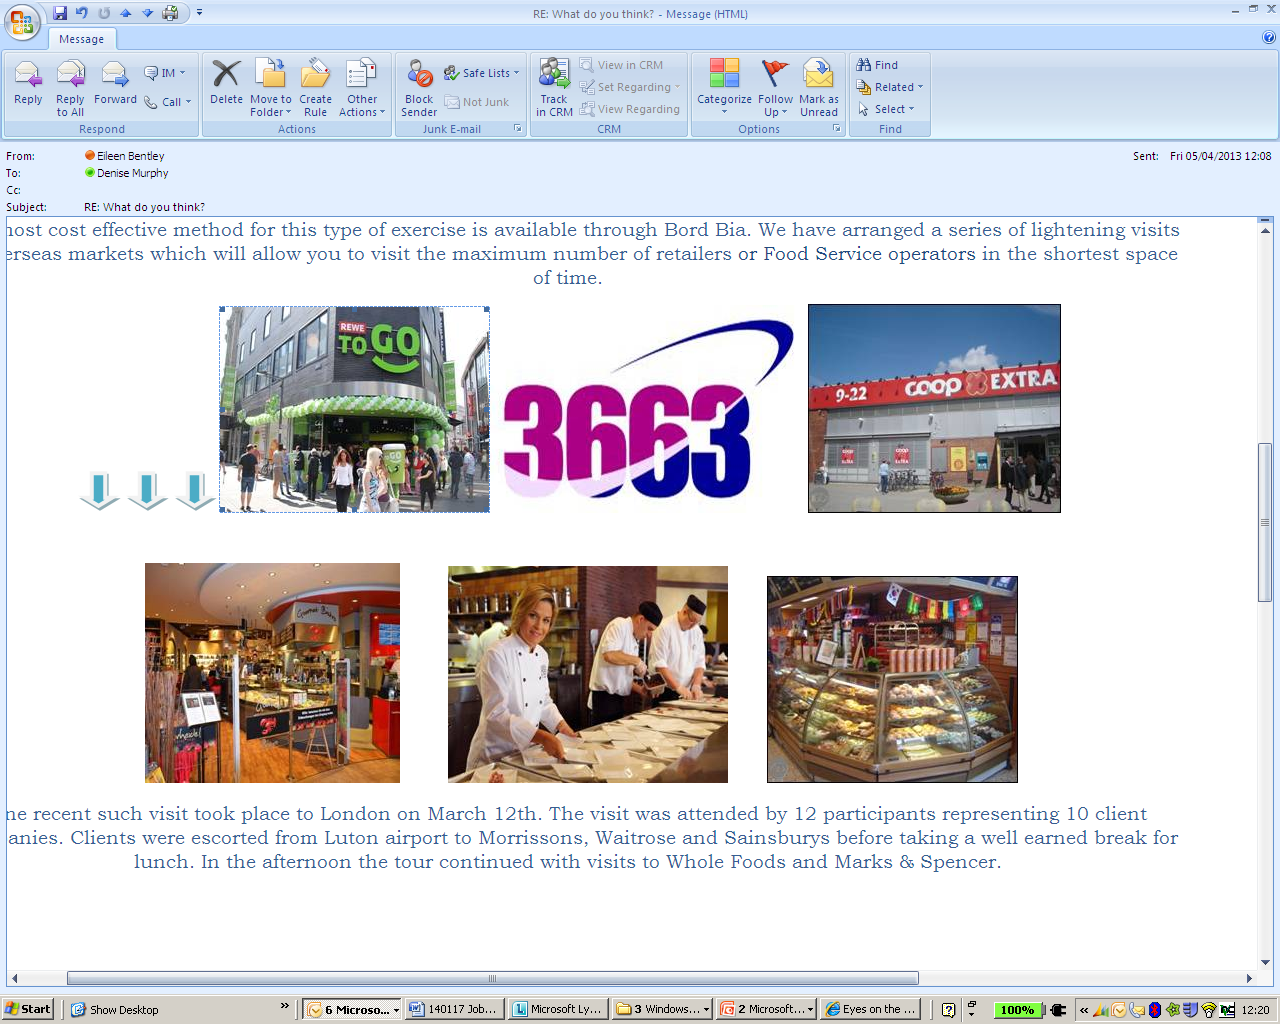 RE: What do you think? - Message (HTML)
Message
Reply
Reply to All
Forward
IM
Call
Respond
Delete
Move to Folder
Create Rule
Other Actions
Actions
Block Sender
Safe Lists
Not Junk
Junk E-mail
Track in CRM
View in CRM
Set Regarding
View Regarding
CRM
Categorize
Follow Up
Mark as Unread
Options
Find
Related
Select
Find
From: Eileen Bentley
Sent: Fri 05/04/2013 12:08
To: Denise Murphy
Cc:
Subject: RE: What do you think?
cost effective method for this type of exercise is available through Bord Bia. We have arranged a series of lightening visits
markets which will allow you to visit the maximum number of retailers or Food Service operators in the shortest space
of time.
REWE
TO GO
GO
3663
9-22 COOP EXTRA
EXTRA
recent such visit took place to London on March 12th. The visit was attended by 12 participants representing 10 client
anies. Clients were escorted from Luton airport to Morrissons, Waitrose and Sainsburys before taking a well earned break for
lunch. In the afternoon the tour continued with visits to Whole Foods and Marks & Spencer.
Start
Show Desktop
»
6 Microso...
140117 Job...
Microsoft Ly...
3 Windows...
2 Microsoft...
Eyes on the ...
100%
«
12:20